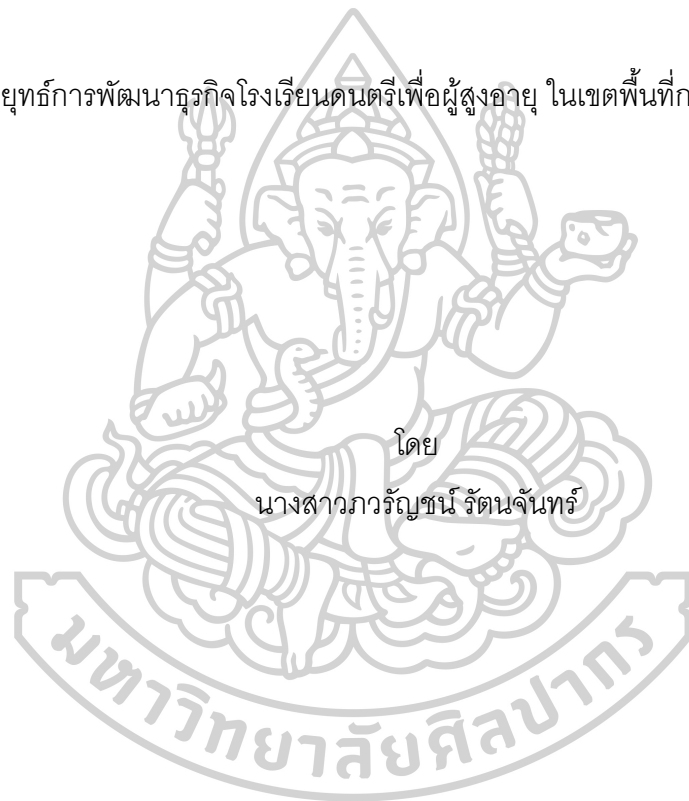 ยุทธ์การพัฒนาธุรกิจโรงเรียนดนตรีเพื่อผู้สูงอายุ ในเขตพื้นที่ก
โดย
นางสาวภวรัญชน์ รัตนจันทร์
มหาวิทยาลัยศิลปากร